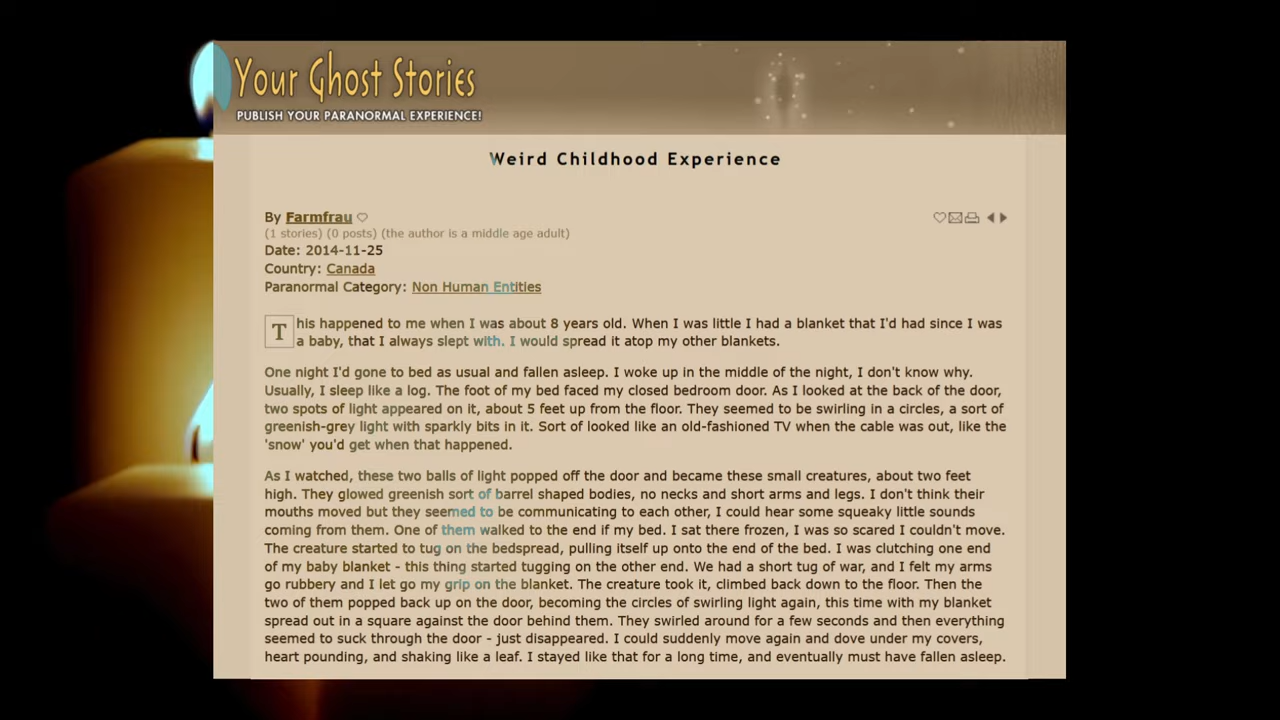 Your Ghost Stories
PUBLISH YOUR PARANORMAL EXPERIENCE!
Weird Childhood Experience
By Farmfrau
(1 stories) (0 posts) (the author is a middle age adult)
Date: 2014-11-25
Country: Canada
Paranormal Category: Non Human Entities
This happened to me when I was about 8 years old. When I was little I had a blanket that I'd had since I was
a baby, that I always slept with. I would spread it atop my other blankets.
One night I'd gone to bed as usual and fallen asleep. I woke up in the middle of the night, I don't know why.
Usually, I sleep like a log. The foot of my bed faced my closed bedroom door. As I looked at the back of the door,
two spots of light appeared on it, about 5 feet up from the floor. They seemed to be swirling in a circles, a sort of
greenish-grey light with sparkly bits in it. Sort of looked like an old-fashioned TV when the cable was out, like the
'snow' you'd get when that happened.
As I watched, these two balls of light popped off the door and became these small creatures, about two feet
high. They glowed greenish sort of barrel shaped bodies, no necks and short arms and legs. I don't think their
mouths moved but they seemed to be communicating to each other, I could hear some squeaky little sounds
coming from them. One of them walked to the end if my bed. I sat there frozen, I was so scared I couldn't move.
The creature started to tug on the bedspread, pulling itself up onto the end of the bed. I was clutching one end
of my baby blanket - this thing started tugging on the other end. We had a short tug of war, and I felt my arms
go rubbery and I let go my grip on the blanket. The creature took it, climbed back down to the floor. Then the
two of them popped back up on the door, becoming the circles of swirling light again, this time with my blanket
spread out in a square against the door behind them. They swirled around for a few seconds and then everything
seemed to suck through the door - just disappeared. I could suddenly move again and dove under my covers,
heart pounding, and shaking like a leaf. I stayed like that for a long time, and eventually must have fallen asleep.